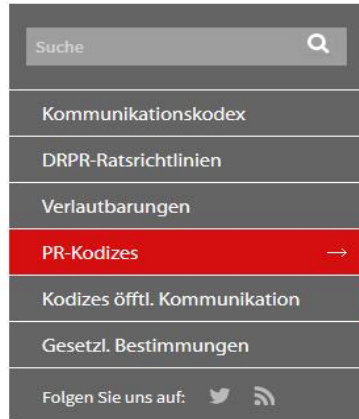 Suche
Kommunikationskodex
DRPR-Ratsrichtlinien
Verlautbarungen
PR-Kodizes
Kodizes öfftl. Kommunikation
Gesetzl. Bestimmungen
Folgen Sie uns auf: